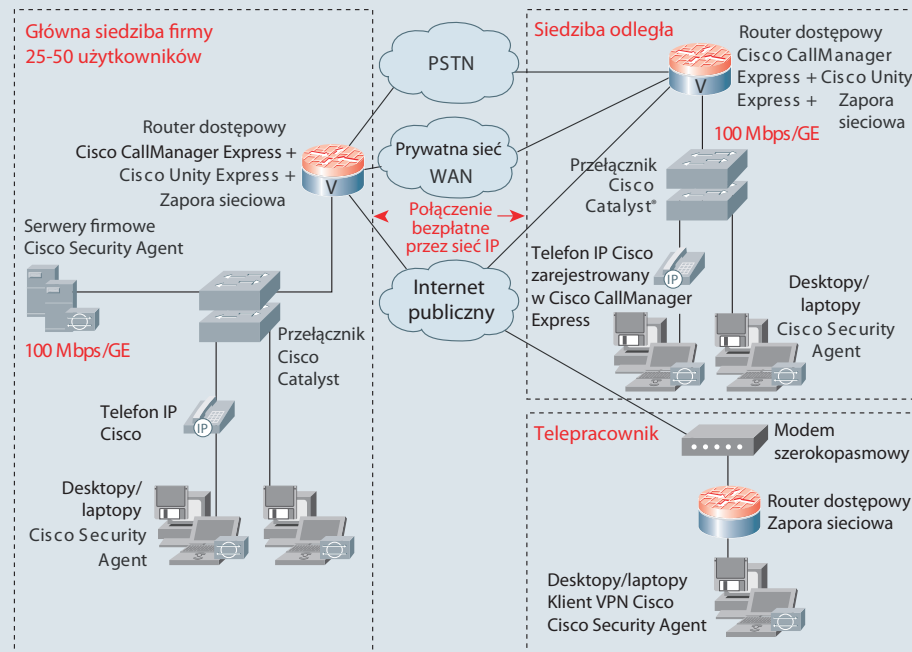 Główna siedziba firmy
25-50 użytkowników
Router dostępowy
Cisco CallManager Express +
Cisco Unity Express +
Zapora sieciowa
V
Serwery firmowe
Cisco Security Agent
100 Mbps/GE
Przełącznik
Cisco
Catalyst
Telefon IP
Cisco
IP
Desktopy/
laptopy
Cisco Security
Agent
PSTN
Prywatna sieć
WAN
Połączenie
bezpłatne
przez sieć IP
Internet
publiczny
Siedziba odległa
Router dostępowy
Cisco CallManager
Express + Cisco Unity
Express + Zapora
sieciowa
V
100 Mbps/GE
Przełącznik
Cisco
Catalyst®
Telefon IP Cisco
zarejestrowany
w Cisco CallManager
Express
IP
Desktopy/
laptopy
Cisco Security
Agent
Telepracownik
Modem
szerokopasmowy
Router dostępowy
Zapora sieciowa
Desktopy/laptopy
Klient VPN Cisco
Cisco Security Agent